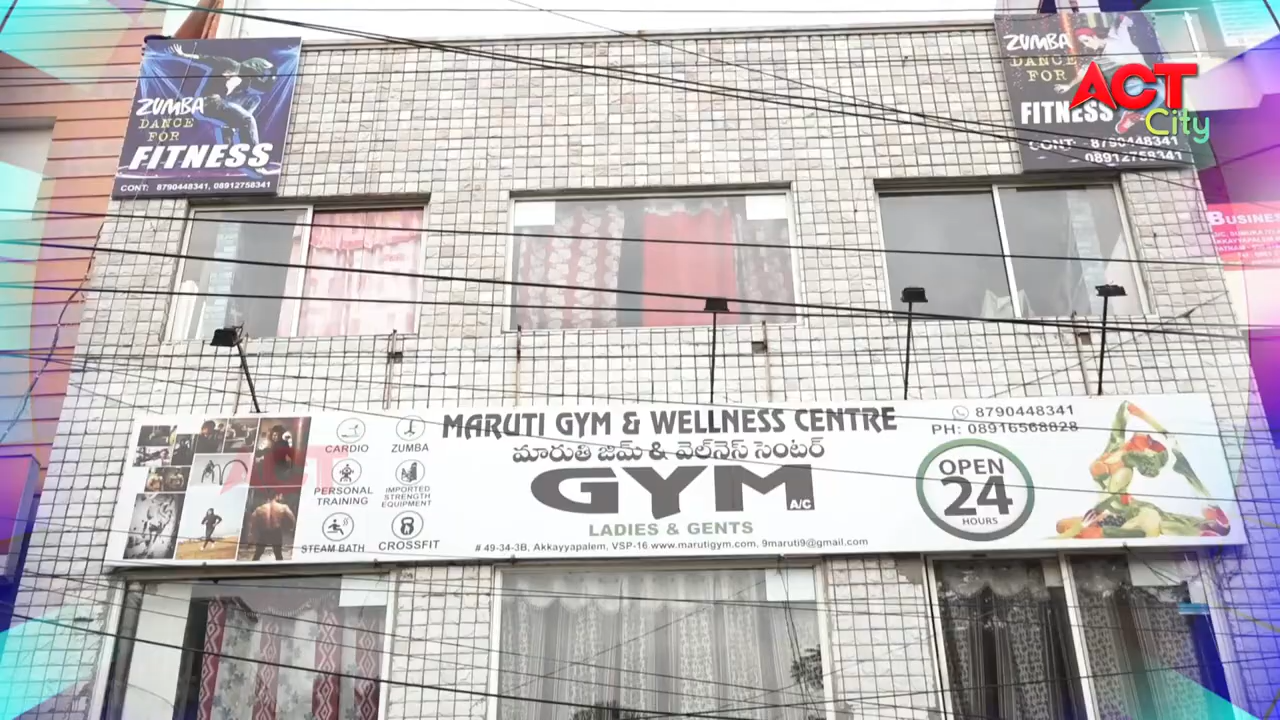 ZUMBA
DANCE
FOR
FITNESS
CONT: 8790448341, 08912758341
ZUMBA
DANCE
FOR
FITNESS
CONT: 8790448341
08912758341
ACT
City
BUSINES
MARUTI GYM & WELLNESS CENTRE
మారుతి జిమ్ & వెల్‌నెస్ సెంటర్
GYM
A/C
LADIES & GENTS
# 49-34-3B, Akkayyapalem, VSP-16 www.marutigym.com, 9maruti9@gmail.com
CARDIO
ZUMBA
PERSONAL
TRAINING
IMPORTED
STRENGTH
EQUIPMENT
STEAM BATH
CROSSFIT
8790448341
PH: 08916568828
OPEN
24
HOURS
ACT